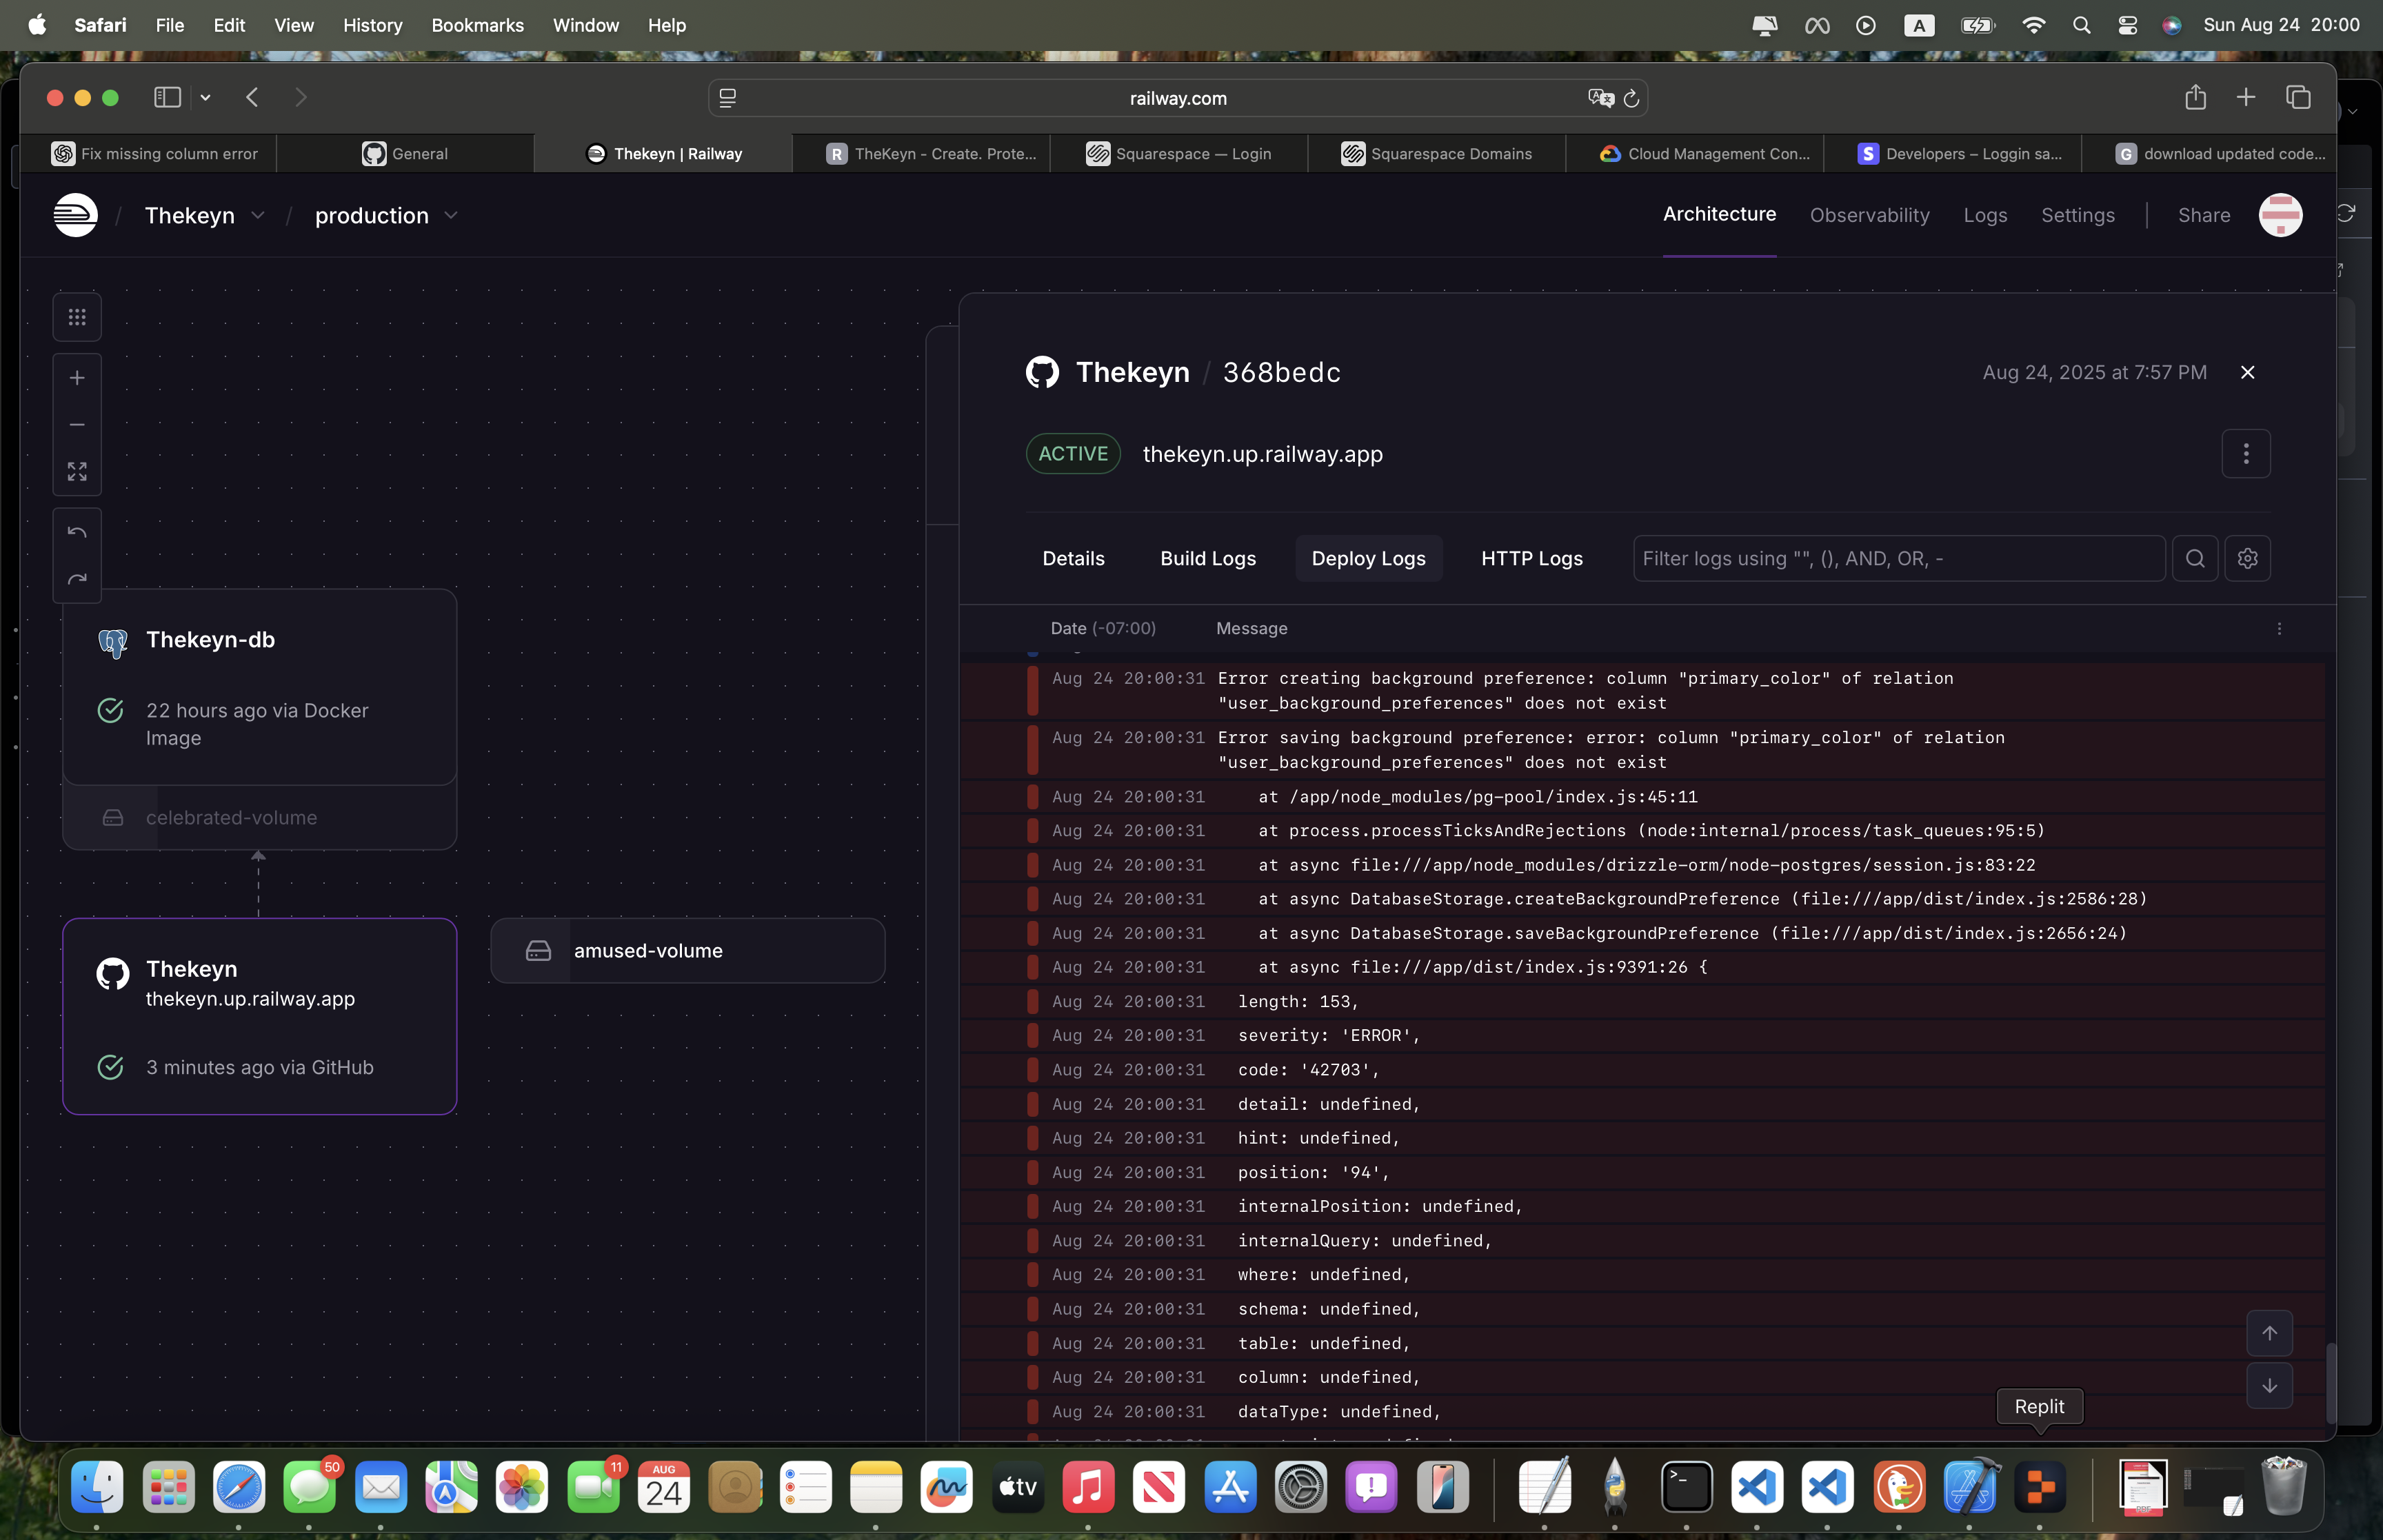 Safari File Edit View History Bookmarks Window Help A Sun Aug 24 20:00
railway.com
Fix missing column error General Thekeyn | Railway R TheKeyn - Create. Prote... Squarespace — Login Squarespace Domains Cloud Management Con... S Developers – Loggin sa... G download updated code...
/ Thekeyn / production Architecture Observability Logs Settings | Share
Thekeyn / 368bedc Aug 24, 2025 at 7:57 PM
ACTIVE thekeyn.up.railway.app
Details Build Logs Deploy Logs HTTP Logs Filter logs using "", (), AND, OR, -
Date (-07:00) Message
Aug 24 20:00:31 Error creating background preference: column "primary_color" of relation
"user_background_preferences" does not exist
Aug 24 20:00:31 Error saving background preference: error: column "primary_color" of relation
"user_background_preferences" does not exist
Aug 24 20:00:31 at /app/node_modules/pg-pool/index.js:45:11
Aug 24 20:00:31 at process.processTicksAndRejections (node:internal/process/task_queues:95:5)
Aug 24 20:00:31 at async file:///app/node_modules/drizzle-orm/node-postgres/session.js:83:22
Aug 24 20:00:31 at async DatabaseStorage.createBackgroundPreference (file:///app/dist/index.js:2586:28)
Aug 24 20:00:31 at async DatabaseStorage.saveBackgroundPreference (file:///app/dist/index.js:2656:24)
Aug 24 20:00:31 at async file:///app/dist/index.js:9391:26 {
Aug 24 20:00:31 length: 153,
Aug 24 20:00:31 severity: 'ERROR',
Aug 24 20:00:31 code: '42703',
Aug 24 20:00:31 detail: undefined,
Aug 24 20:00:31 hint: undefined,
Aug 24 20:00:31 position: '94',
Aug 24 20:00:31 internalPosition: undefined,
Aug 24 20:00:31 internalQuery: undefined,
Aug 24 20:00:31 where: undefined,
Aug 24 20:00:31 schema: undefined,
Aug 24 20:00:31 table: undefined,
Aug 24 20:00:31 column: undefined,
Aug 24 20:00:31 dataType: undefined,
Thekeyn-db
22 hours ago via Docker
Image
celebrated-volume
Thekeyn
thekeyn.up.railway.app
3 minutes ago via GitHub
amused-volume
Replit
50
11
AUG
24
tv